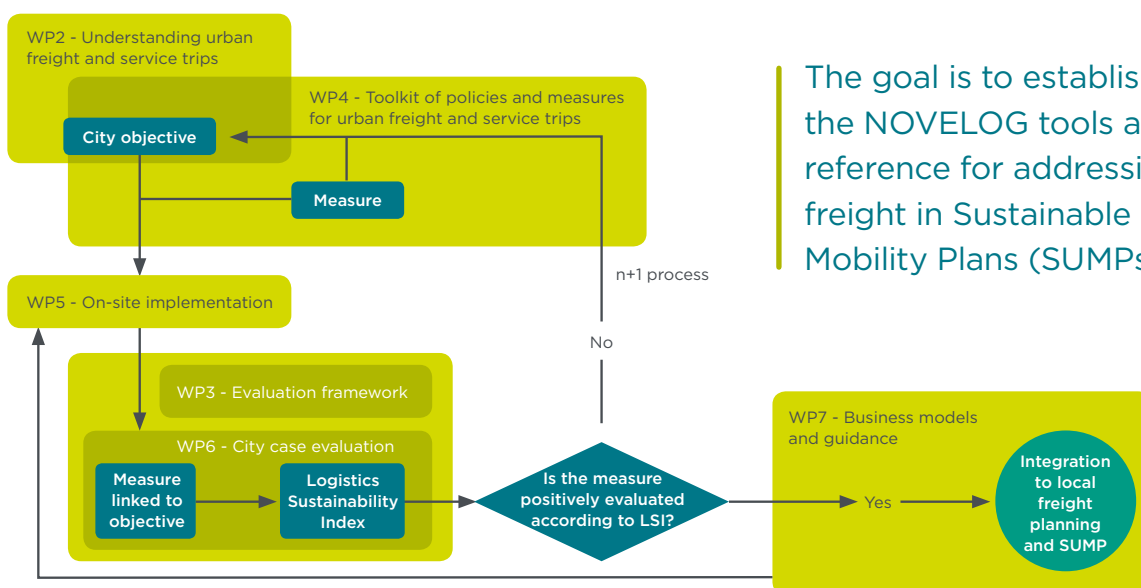 WP2 - Understanding urban
freight and service trips
WP4 - Toolkit of policies and measures
for urban freight and service trips
City objective
Measure
The goal is to establis
the NOVELOG tools a
reference for addressi
freight in Sustainable
Mobility Plans (SUMPs
n+1 process
WP5 - On-site implementation
No
WP3 - Evaluation framework
WP6 - City case evaluation
Measure
linked to
objective
Logistics
Sustainability
Index
Is the measure
positively evaluated
according to LSI?
WP7 - Business models
and guidance
Yes
Integration
to local
freight
planning
and SUMP